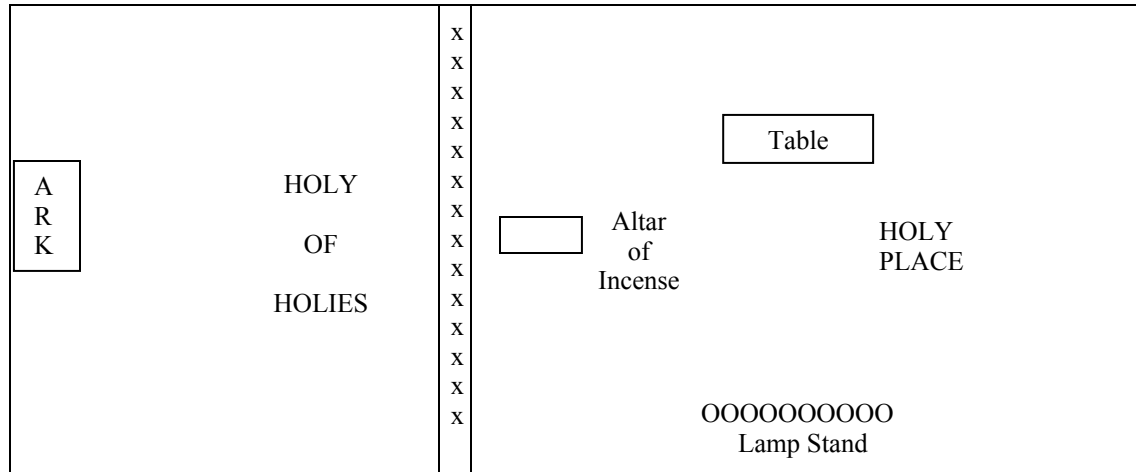 A
R
K
HOLY
OF
HOLIES
x
x
x
x
x
x
x
x
x
x
x
x
x
x
Table
Altar
of
Incense
HOLY
PLACE
OOOOOOOOOO
Lamp Stand